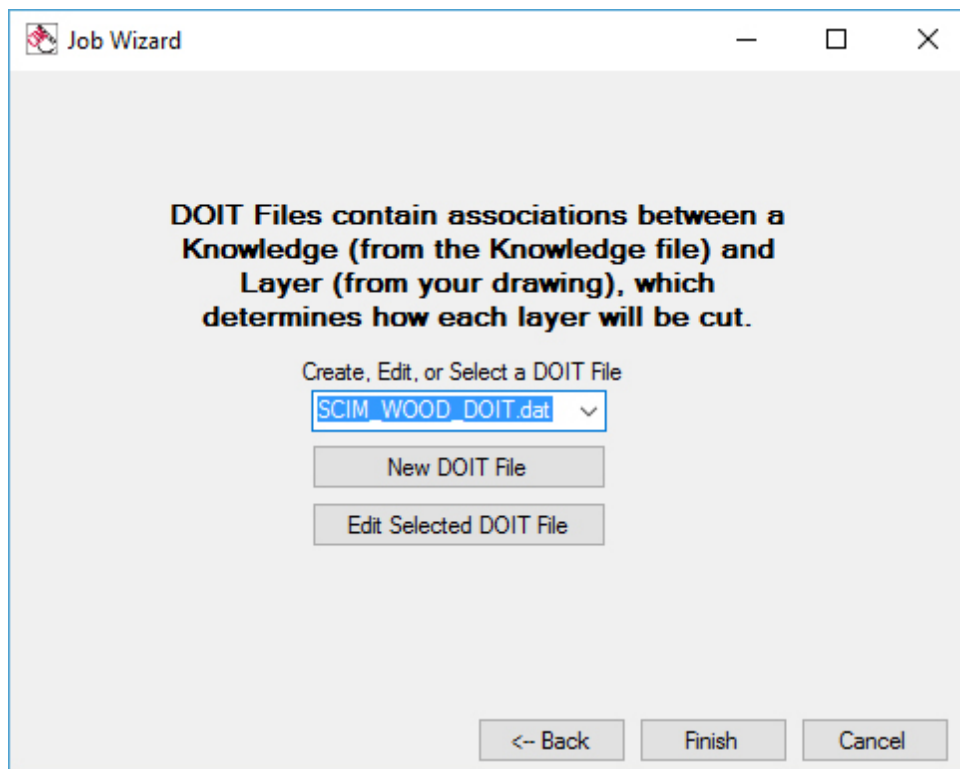 Job Wizard
DOIT Files contain associations between a
Knowledge (from the Knowledge file) and
Layer (from your drawing), which
determines how each layer will be cut.
Create, Edit, or Select a DOIT File
SCIM_WOOD_DOIT.dat
New DOIT File
Edit Selected DOIT File
<-- Back Finish Cancel